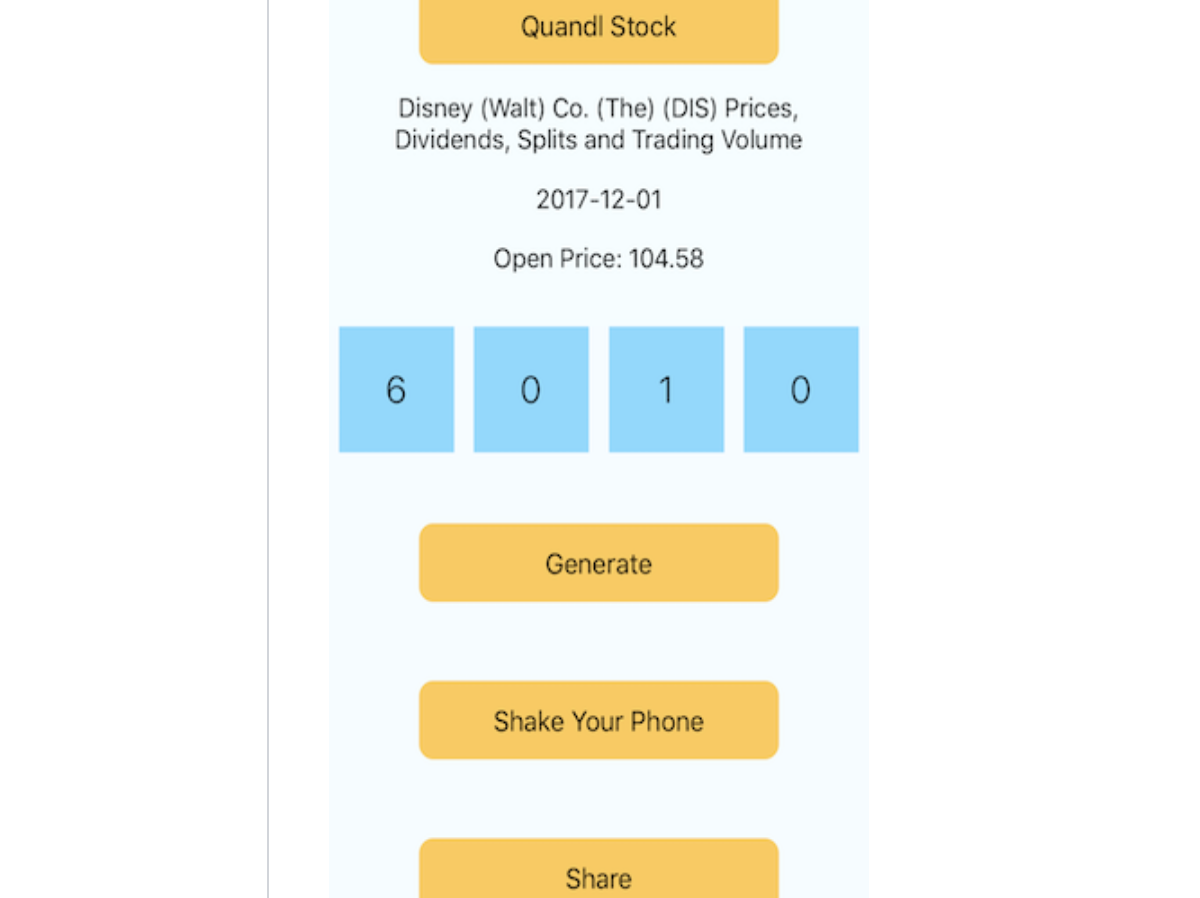 Quandl Stock
Disney (Walt) Co. (The) (DIS) Prices,
Dividends, Splits and Trading Volume
2017-12-01
Open Price: 104.58
6 0 1 0
Generate
Shake Your Phone
Share